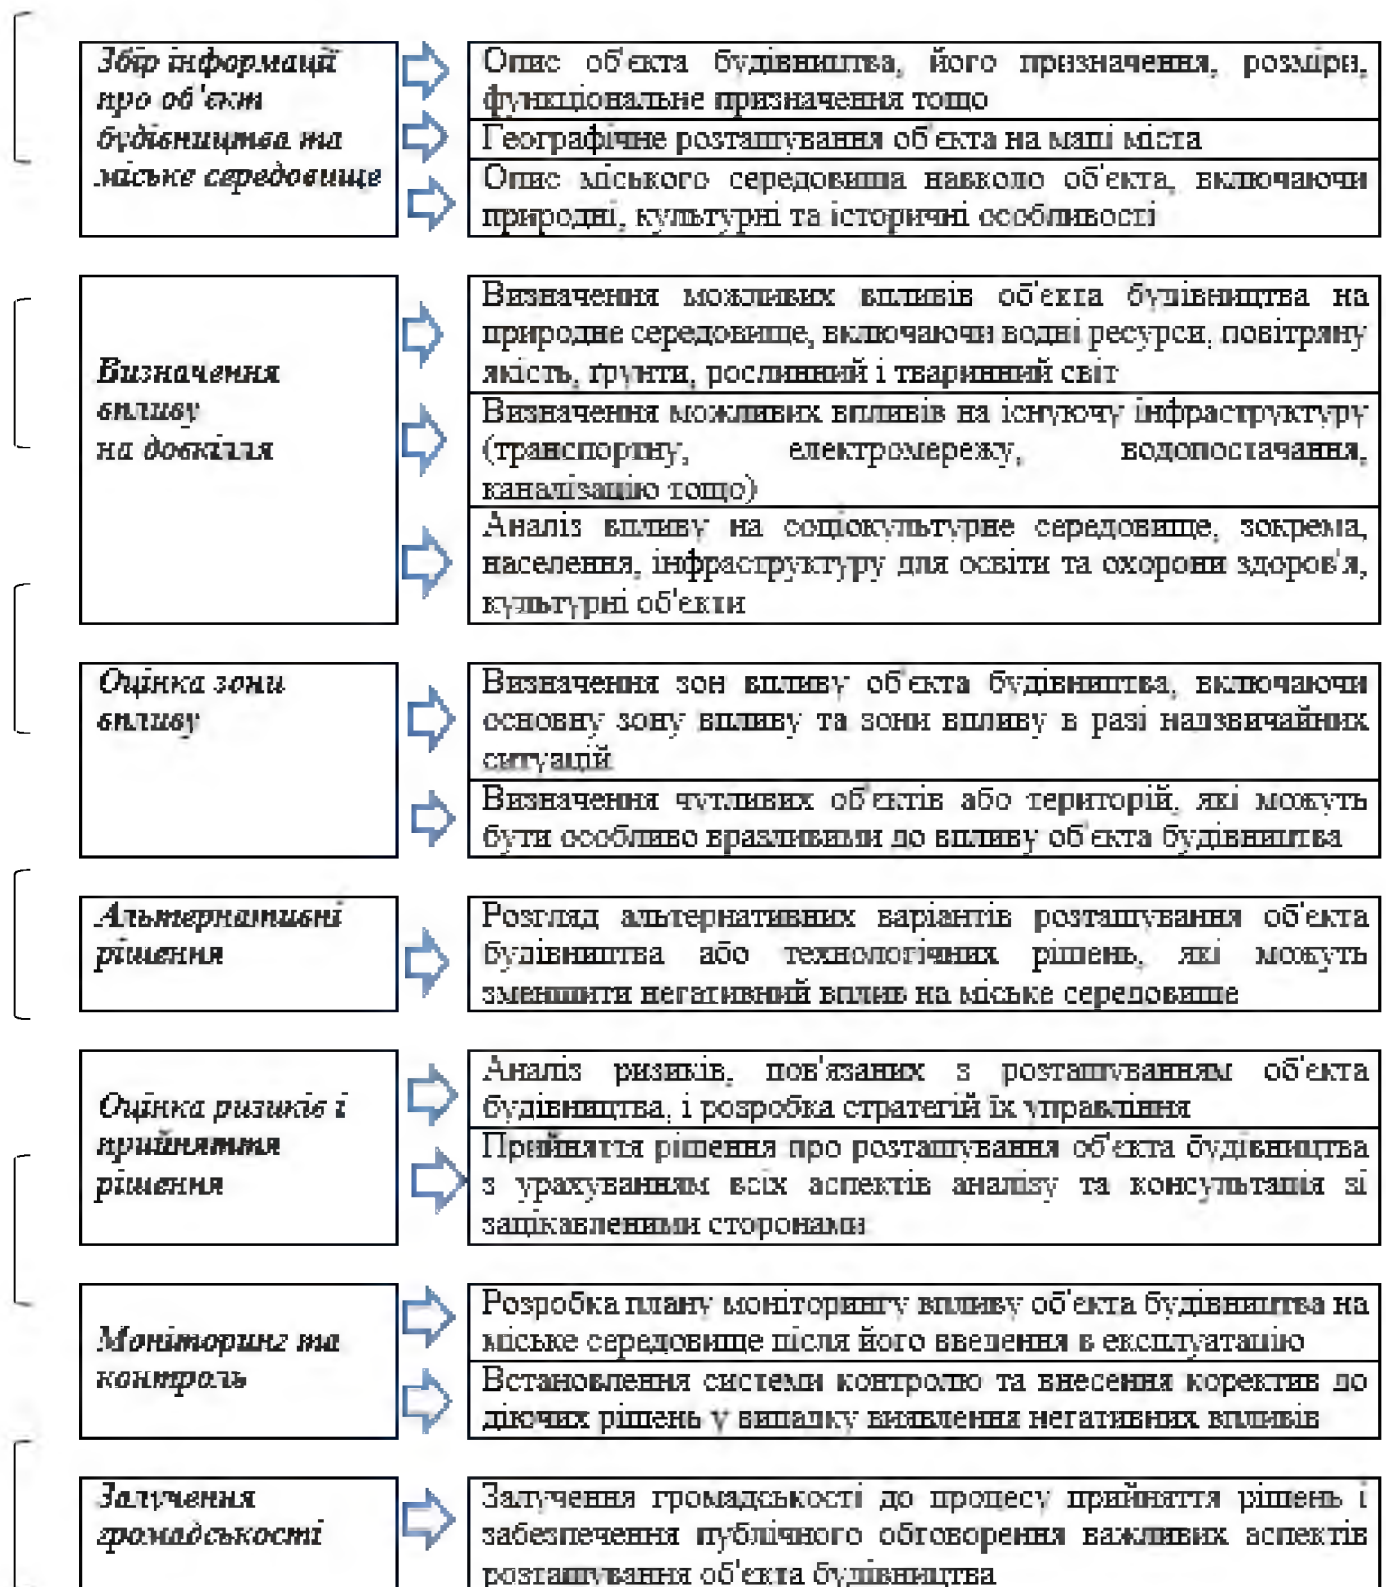 Збір інформації
про об'єкт
будівництва та
міське середовище
Опис об'єкта будівництва, його призначення, розміри,
функціональне призначення тощо
Географічне розташування об'єкта на мапі міста
Опис міського середовища навколо об'єкта, включаючи
природні, культурні та історичні особливості
Визначення
впливу
на довкілля
Визначення можливих впливів об'єкта будівництва на
природне середовище, включаючи водні ресурси, повітряну
якість, ґрунти, рослинний і тваринний світ
Визначення можливих впливів на існуючу інфраструктуру
(транспортну, електромережу, водопостачання,
каналізацію тощо)
Аналіз впливу на соціокультурне середовище, зокрема,
населення, інфраструктуру для освіти та охорони здоров'я,
культурні об'єкти
Оцінка зони
впливу
Визначення зон впливу об'єкта будівництва, включаючи
основну зону впливу та зони впливу в разі надзвичайних
ситуацій
Визначення чутливих об'єктів або територій, які можуть
бути особливо вразливими до впливу об'єкта будівництва
Альтернативні
рішення
Розгляд альтернативних варіантів розташування об'єкта
будівництва або технологічних рішень, які можуть
зменшити негативний вплив на міське середовище
Оцінка ризиків і
прийняття
рішення
Аналіз ризиків, пов'язаних з розташуванням об'єкта
будівництва, і розробка стратегій їх управління
Прийняття рішення про розташування об'єкта будівництва
з урахуванням всіх аспектів аналізу та консультація зі
зацікавленими сторонами
Моніторинг та
контроль
Розробка плану моніторингу впливу об'єкта будівництва на
міське середовище після його введення в експлуатацію
Встановлення системи контролю та внесення коректив до
діючих рішень у випадку виявлення негативних впливів
Залучення
громадськості
Залучення громадськості до процесу прийняття рішень і
забезпечення публічного обговорення важливих аспектів
розташування об'єкта будівництва